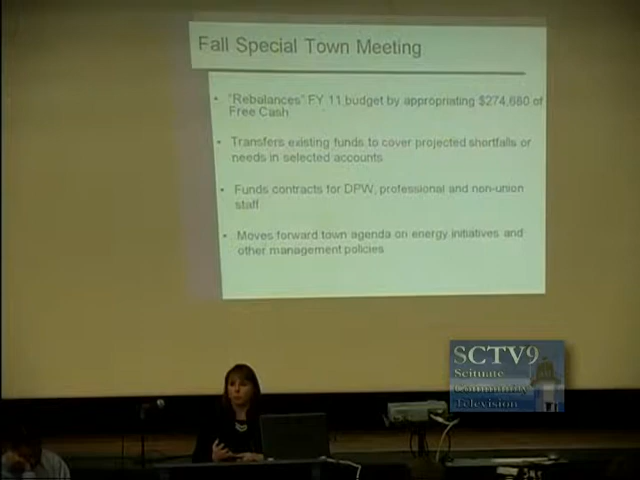 Fall Special Town Meeting
• "Rebalances" FY 11 budget by appropriating $274,680 of
Free Cash
• Transfers existing funds to cover projected shortfalls or
needs in selected accounts
• Funds contracts for DPW, professional and non-union
staff
• Moves forward town agenda on energy initiatives and
other management policies
SCTV9
Scituate
Community
Television